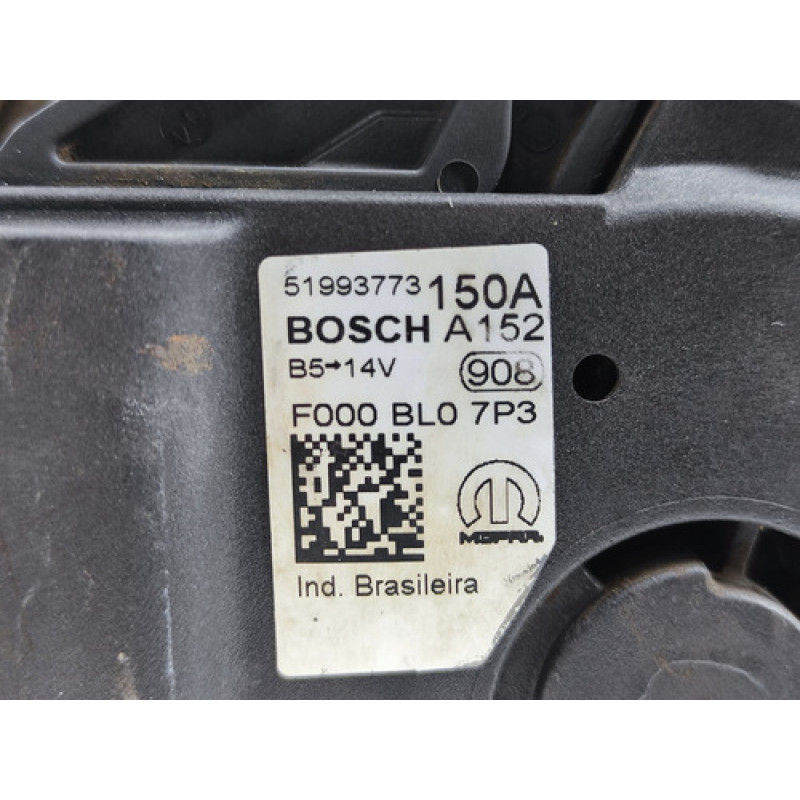 51993773 150A
BOSCH A152
B5→14V 908
F000 BL0 7P3
MOPAR
Ind. Brasileira